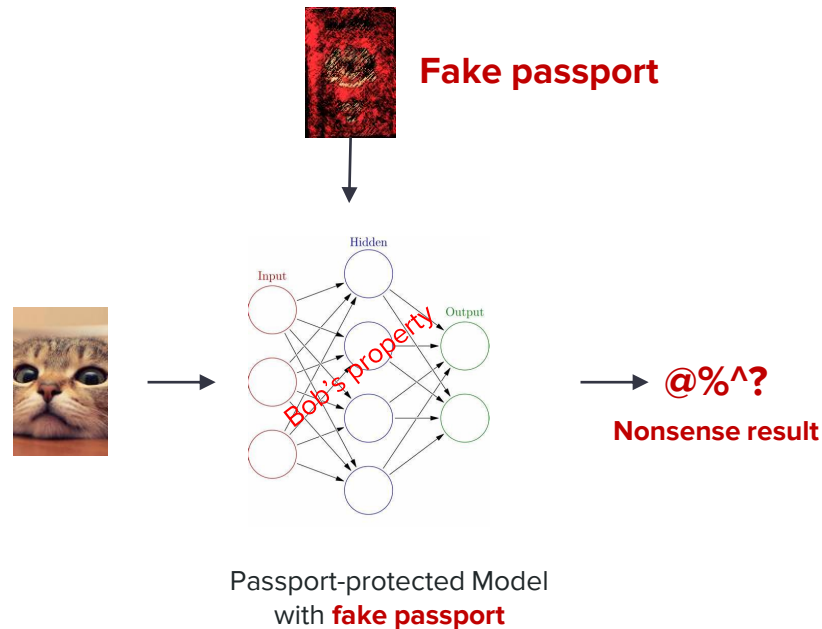 Fake passport
Hidden
Input
Output
Bob's property
@%^?
Nonsense result
Passport-protected Model
with fake passport